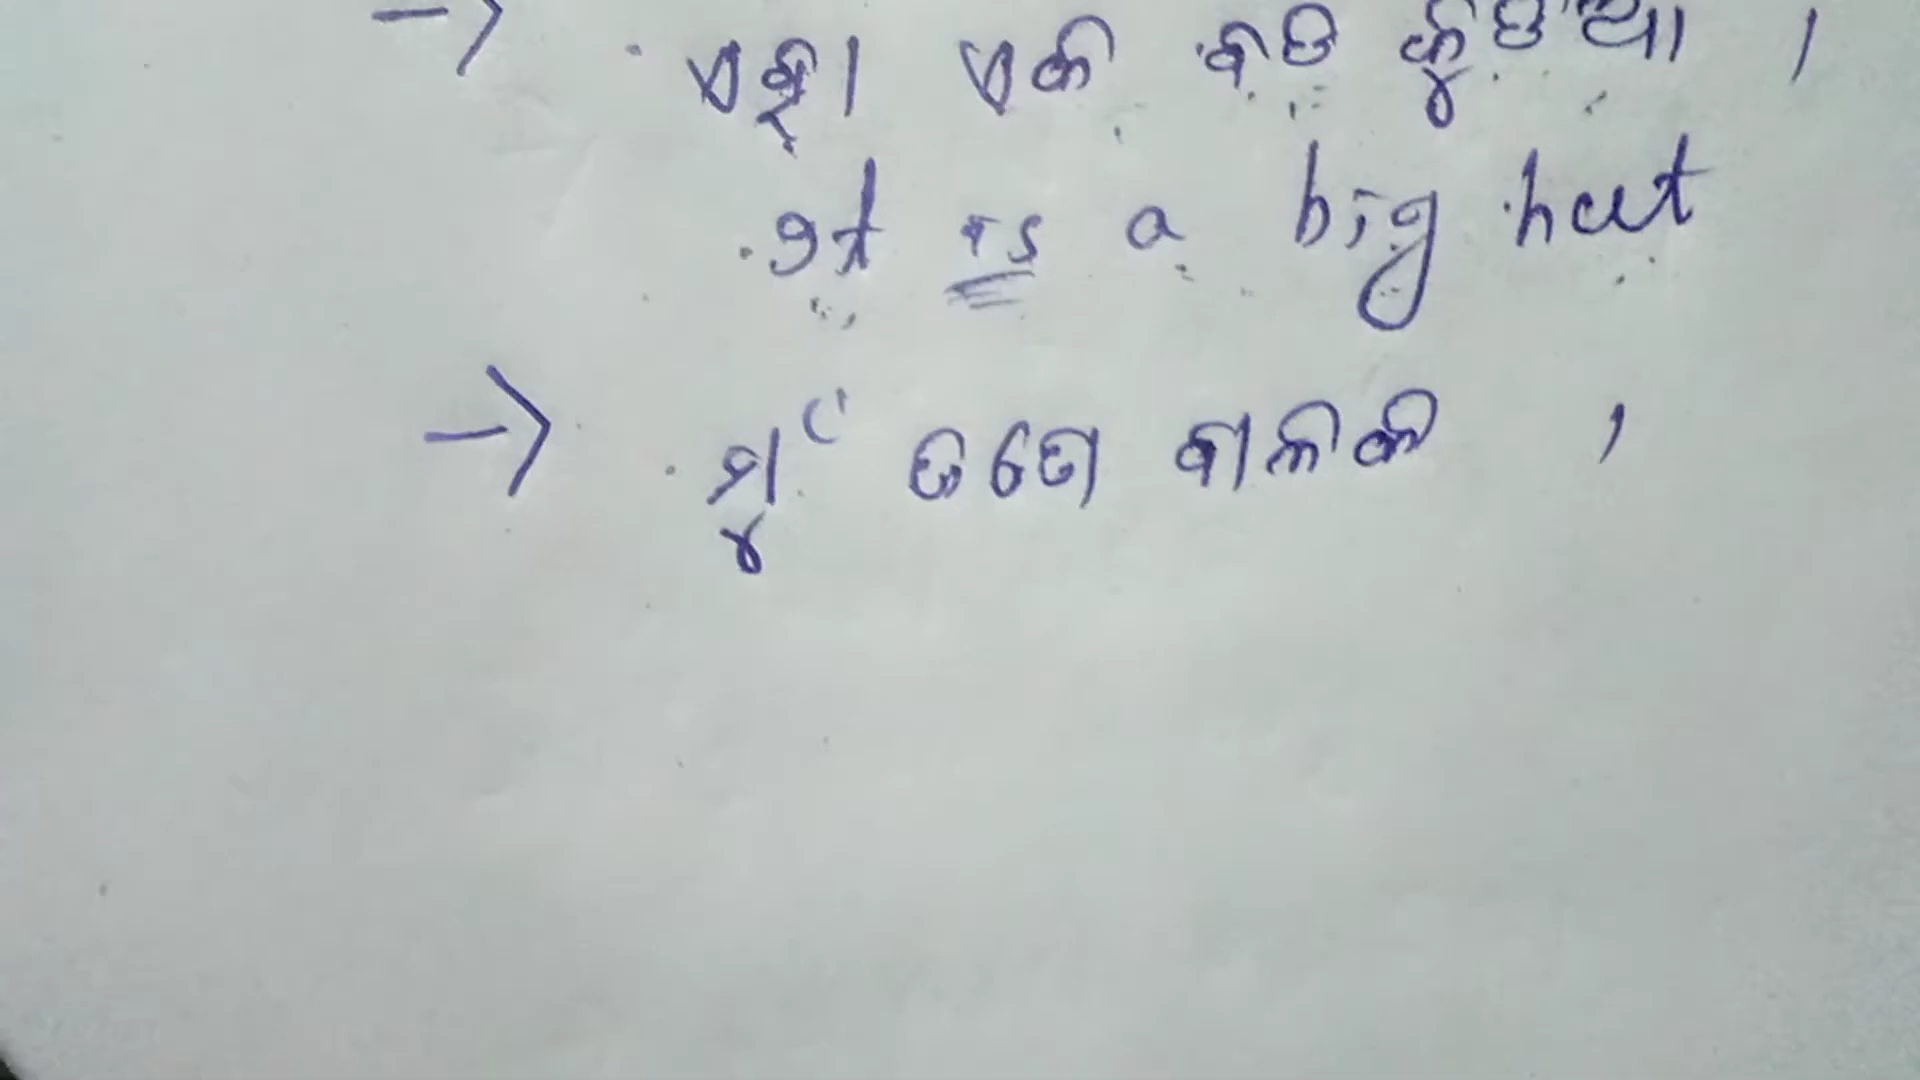 → ଏହା ଏକ ବଡ କୁଡିଆ ।
It is a big hut
→ ମୁଁ ଜଣେ ବାଳକ ,